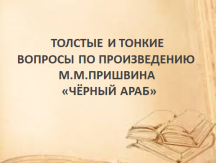 ТОЛСТЫЕ И ТОНКИЕ
ВОПРОСЫ ПО ПРОИЗВЕДЕНИЮ
М.М.ПРИШВИНА
«ЧЁРНЫЙ АРАБ»